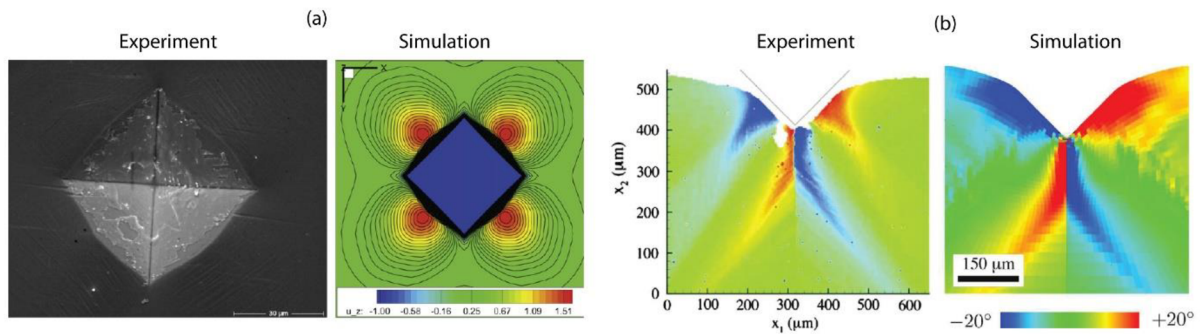 (a)
Experiment
Simulation
30 µm
Z
X
Y
u_z: -1.00 -0.58 -0.16 0.25 0.67 1.09 1.51
(b)
Experiment
Simulation
x₂ (µm)
500
400
300
200
100
0
0 100 200 300 400 500 600
x₁ (µm)
150 µm
−20° +20°